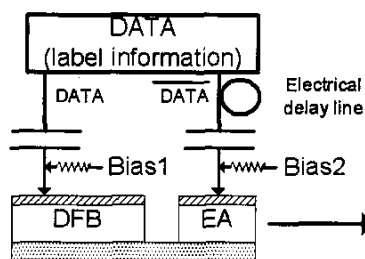 DATA
(label information)
DATA
DATA
Electrical
delay line
Bias1
Bias2
DFB
EA